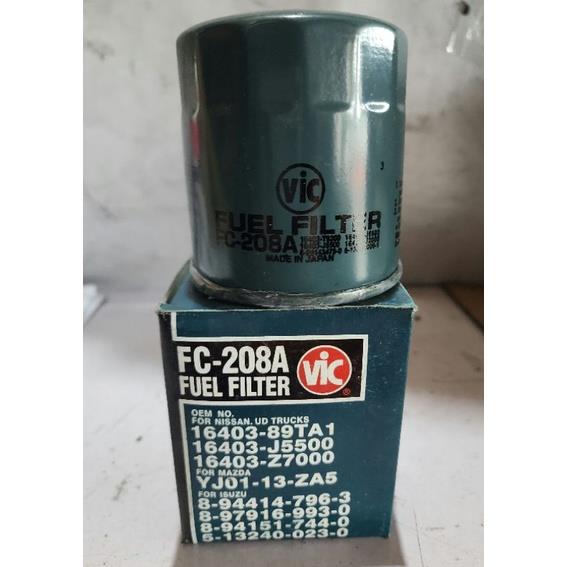 VIC
FUEL FILTER
FC-208A
MADE IN JAPAN
3
FC-208A
FUEL FILTER
VIC
®
OEM NO.
FOR NISSAN. UD TRUCKS
16403-89TA1
16403-J5500
16403-Z7000
FOR MAZDA
YJ01-13-ZA5
FOR ISUZU
8-94414-796-3
8-97916-993-0
8-94151-744-0
5-13240-023-0